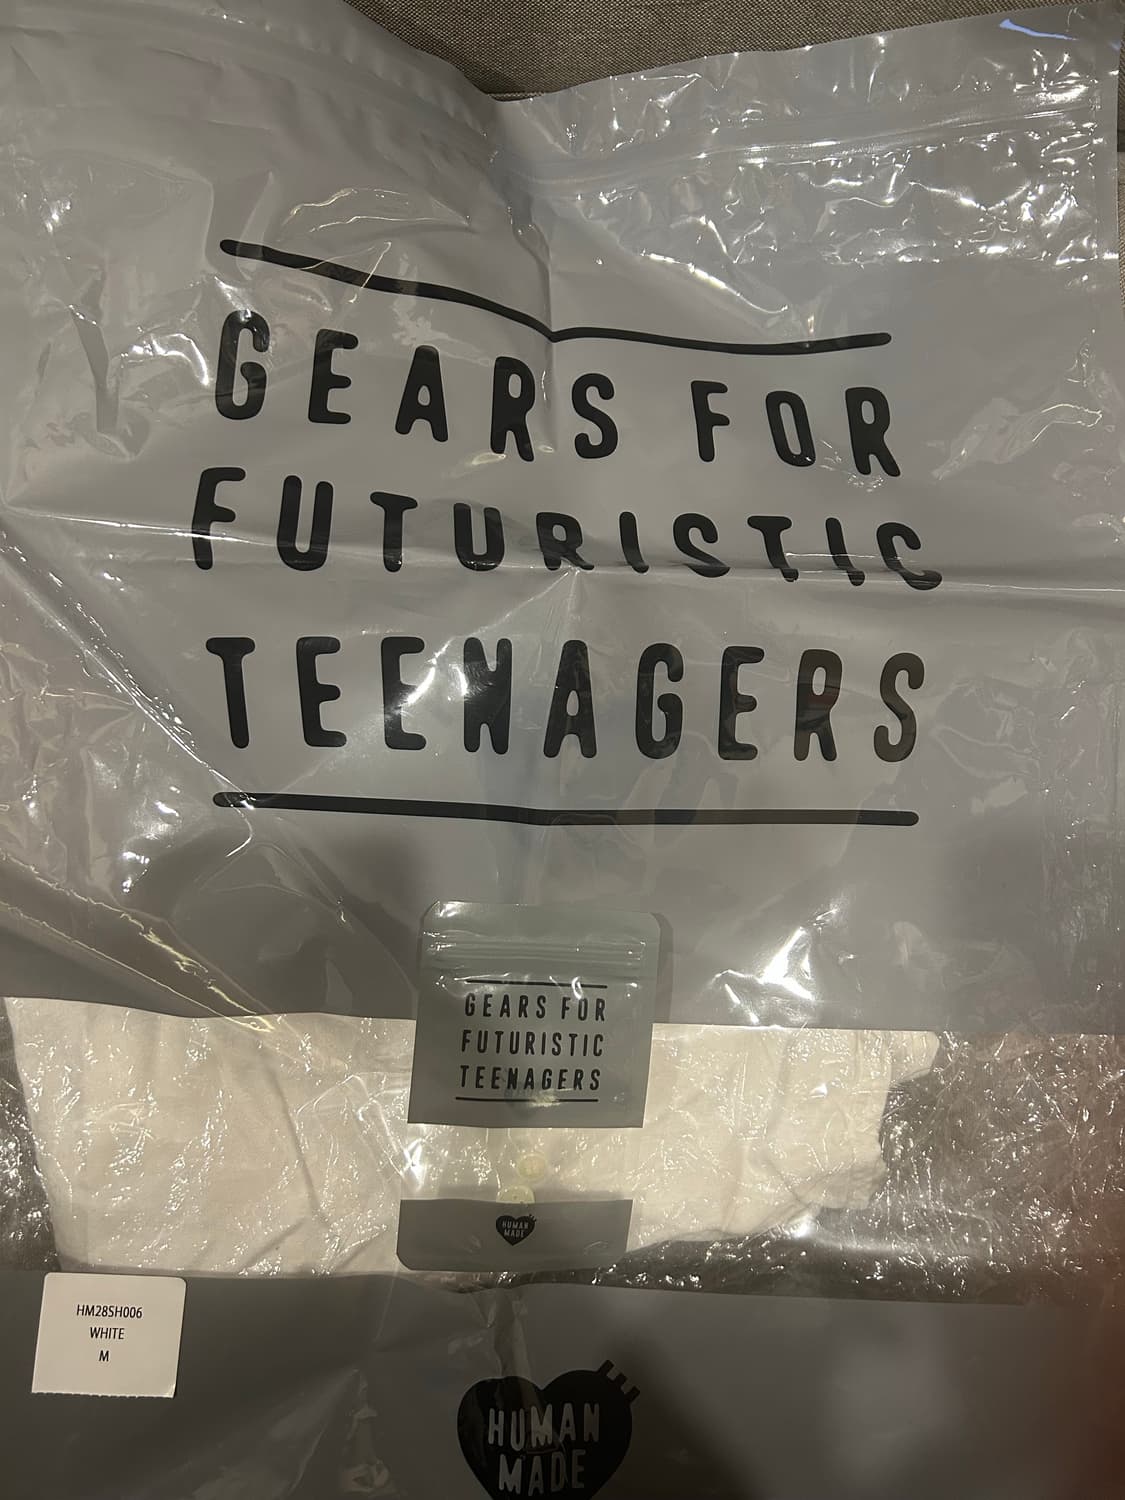 GEARS FOR
FUTURISTIC
TEENAGERS
GEARS FOR
FUTURISTIC
TEENAGERS
HUMAN
MADE
HM28SH006
WHITE
M
HUMAN
MADE